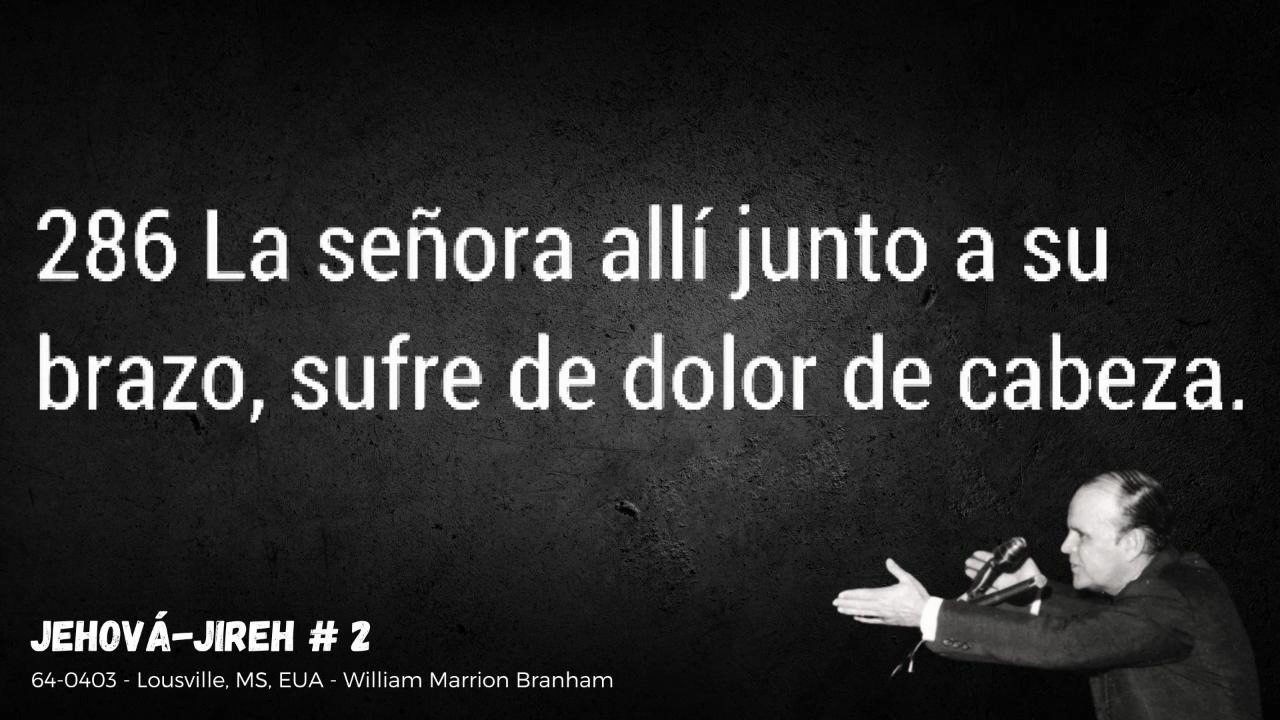 286 La señora allí junto a su
brazo, sufre de dolor de cabeza.
JEHOVÁ-JIREH # 2
64-0403 - Lousville, MS, EUA - William Marrion Branham